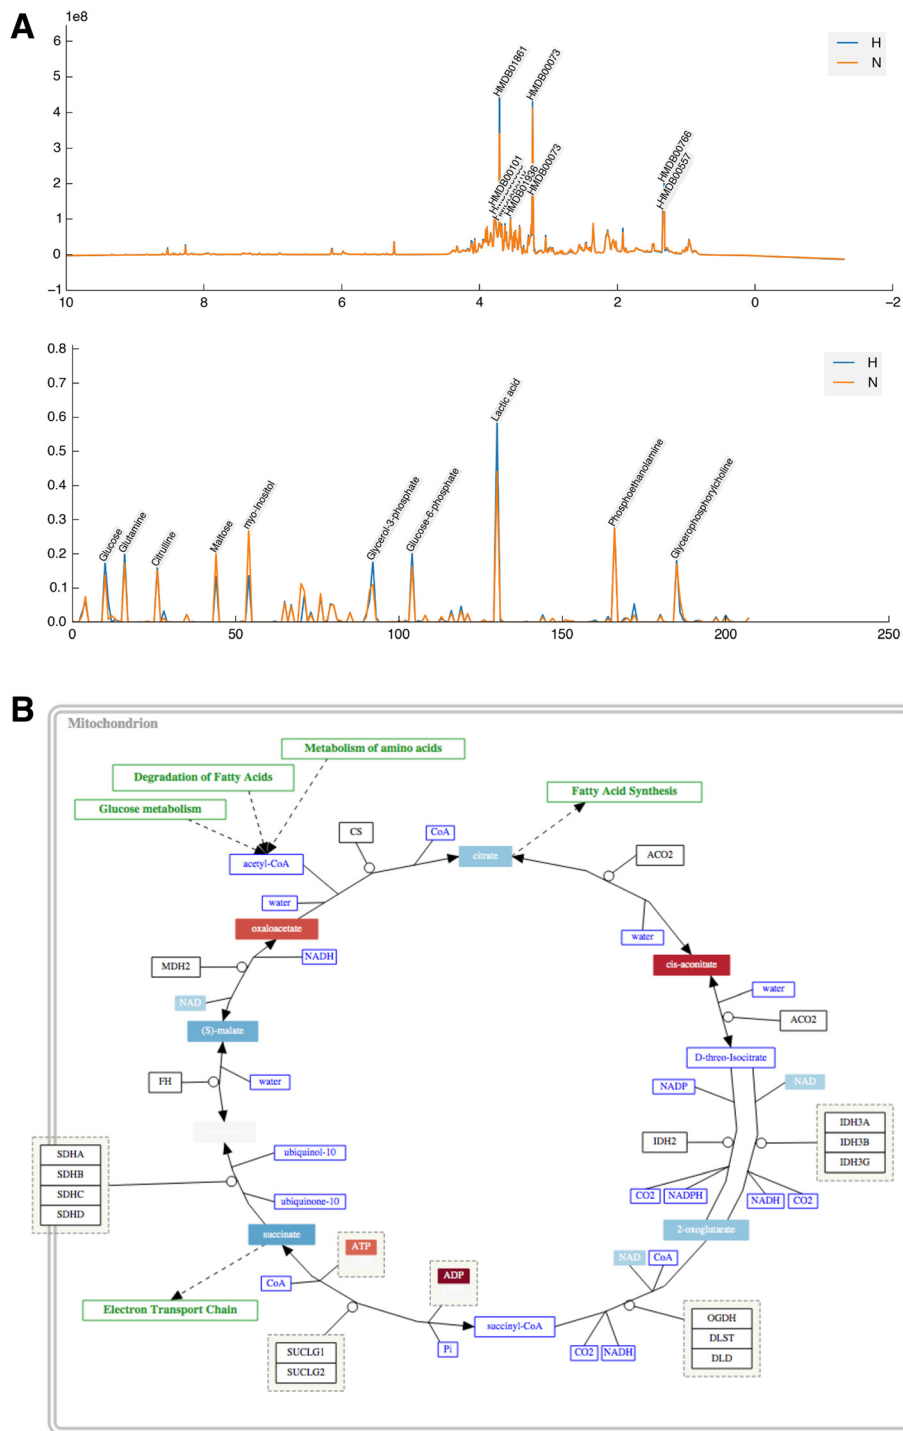 A
1e8
6
5
4
3
2
1
0
−1
10
8
6
4
2
0
−2
H
N
HMDB01861
HMDB00073
HMDB00101
HMDB01936
HMDB00073
HMDB00766
HMDB00557
0.8
0.7
0.6
0.5
0.4
0.3
0.2
0.1
0.0
0
50
100
150
200
250
H
N
Glucose
Glutamine
Citrulline
Maltose
myo-Inositol
Glycerol-3-phosphate
Glucose-6-phosphate
Lactic acid
Phosphoethanolamine
Glycerophosphorylcholine
B
Mitochondrion
Metabolism of amino acids
Degradation of Fatty Acids
Glucose metabolism
Fatty Acid Synthesis
CS
CoA
acetyl-CoA
citrate
ACO2
water
oxaloacetate
water
NADH
cis-aconitate
MDH2
water
NAD
ACO2
(S)-malate
D-threo-Isocitrate
FH
water
NADP
NAD
IDH3A
IDH3B
IDH3G
IDH2
SDHA
SDHB
SDHC
SDHD
ubiquinol-10
ubiquinone-10
CO2
NADPH
NADH
CO2
succinate
2-oxoglutarate
ATP
NAD
CoA
CoA
ADP
Electron Transport Chain
succinyl-CoA
OGDH
DLST
DLD
SUCLG1
SUCLG2
Pi
CO2
NADH